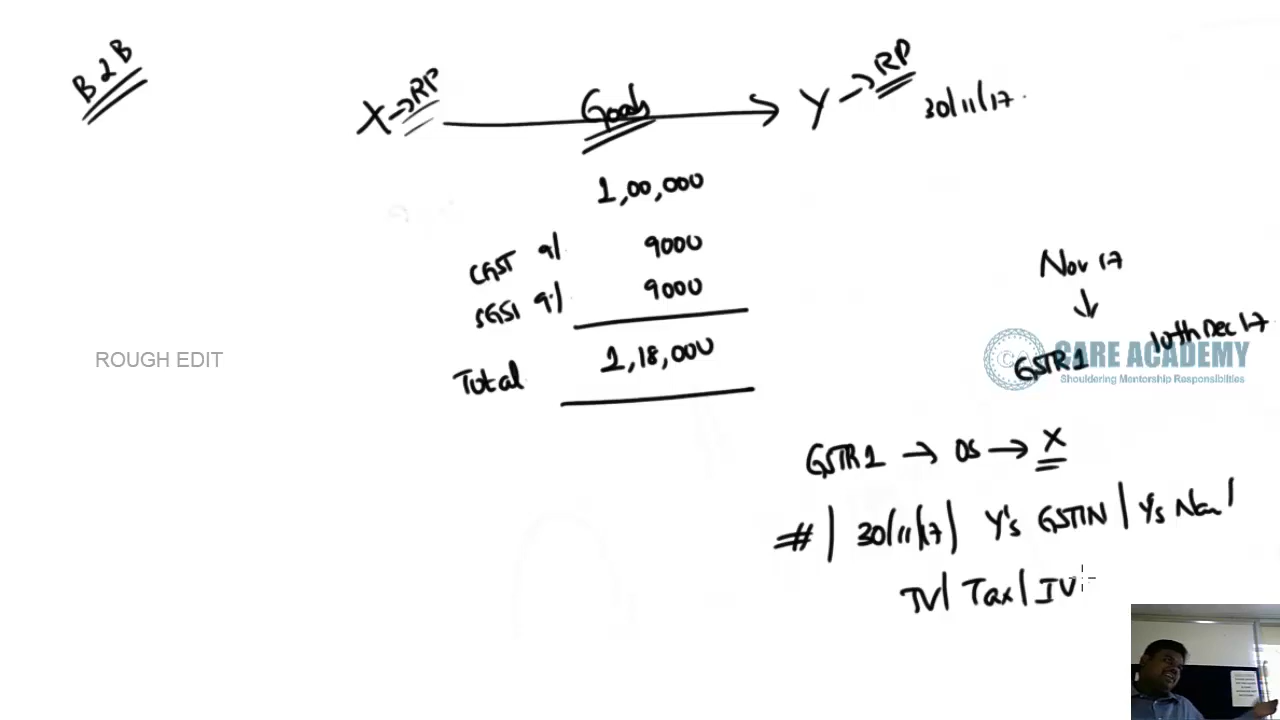 B2B
X → RP Goods Y → RP 30/11/17
1,00,000
CGST 9% 9000
SGST 9% 9000
Total 1,18,000
Nov 17
↓
GSTR1 10th Dec 17
CARE ACADEMY
Shouldering Mentorship Responsibilities
ROUGH EDIT
GSTR1 → OS → X
# | 30/11/17 | Y's GSTIN | Y's Nam |
TV | Tax | IV